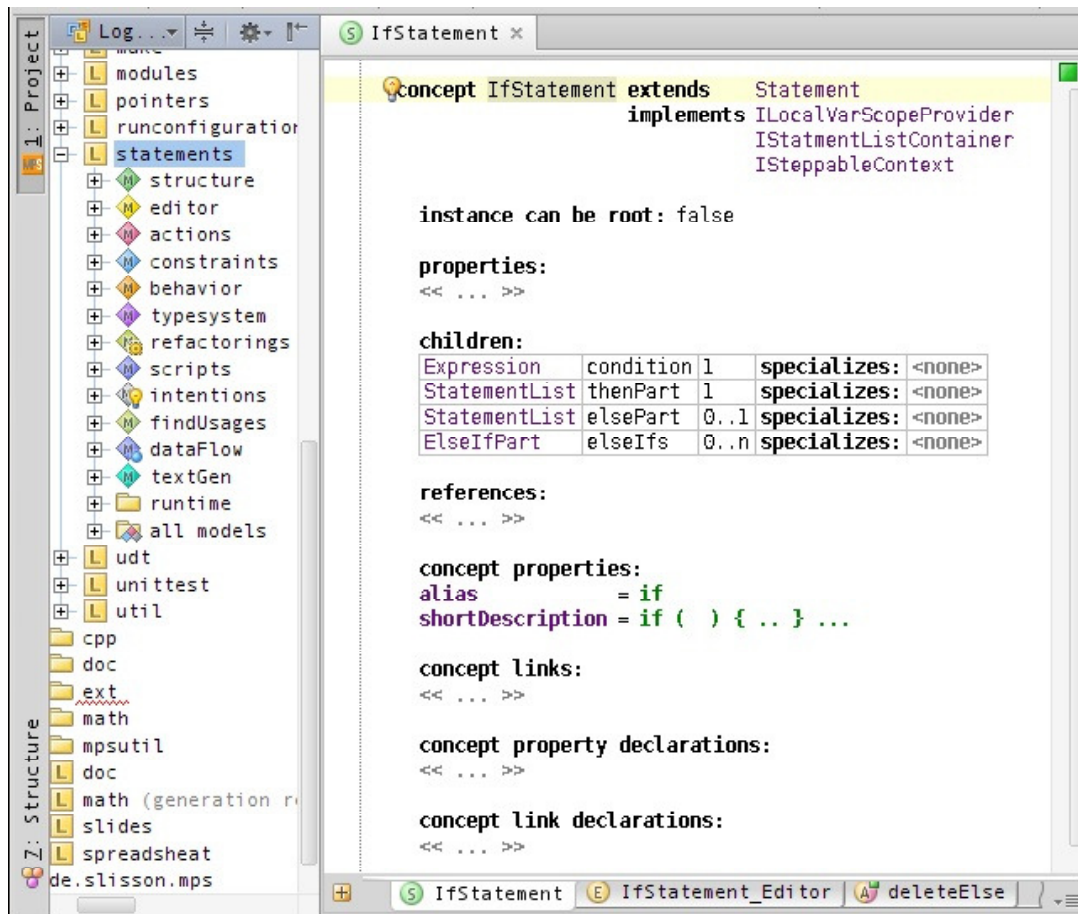 1: Project
Log...
IfStatement
make
modules
pointers
runconfiguration
statements
structure
editor
actions
constraints
behavior
typesystem
refactorings
scripts
intentions
findUsages
dataFlow
textGen
runtime
all models
udt
unittest
util
cpp
doc
ext
math
mpsutil
doc
math (generation re
slides
spreadsheat
de.slisson.mps
MPS
Z: Structure
concept IfStatement extends Statement
implements ILocalVarScopeProvider
IStatmentListContainer
ISteppableContext
instance can be root: false
properties:
<< ... >>
children:
Expression condition 1 specializes: <none>
StatementList thenPart 1 specializes: <none>
StatementList elsePart 0..1 specializes: <none>
ElseIfPart elseIfs 0..n specializes: <none>
references:
<< ... >>
concept properties:
alias = if
shortDescription = if ( ) { .. } ...
concept links:
<< ... >>
concept property declarations:
<< ... >>
concept link declarations:
<< ... >>
IfStatement
IfStatement_Editor
deleteElse